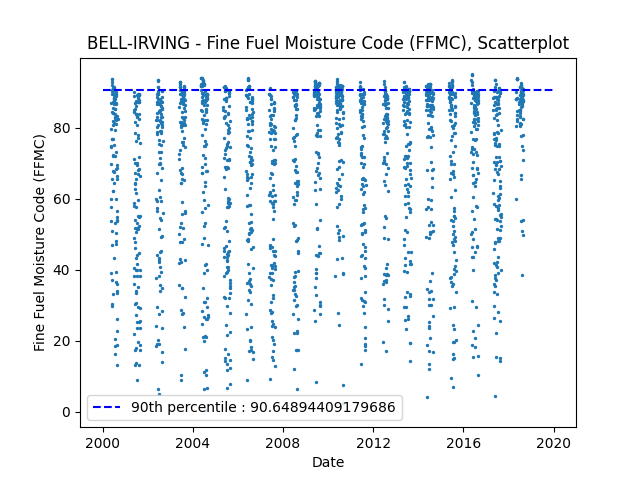 BELL-IRVING - Fine Fuel Moisture Code (FFMC), Scatterplot
Fine Fuel Moisture Code (FFMC)
80
60
40
20
0
90th percentile : 90.64894409179686
2000 2004 2008 2012 2016 2020
Date